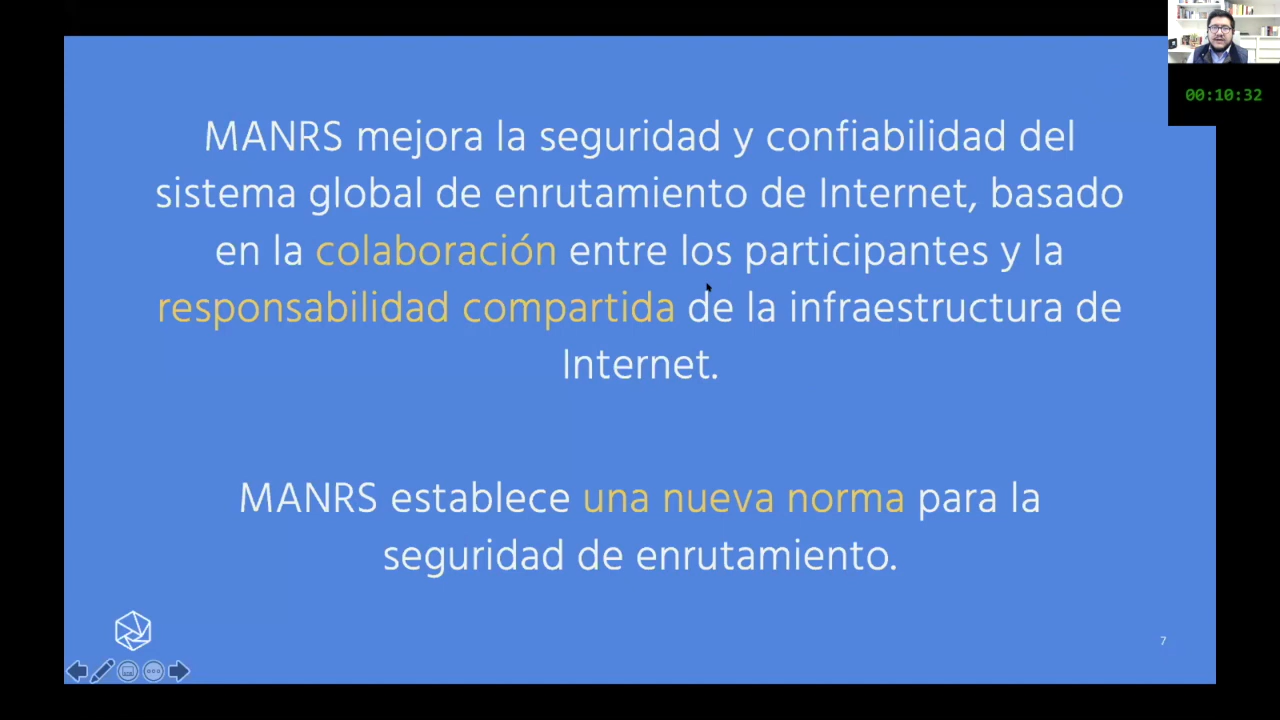 00:10:32
MANRS mejora la seguridad y confiabilidad del
sistema global de enrutamiento de Internet, basado
en la colaboración entre los participantes y la
responsabilidad compartida de la infraestructura de
Internet.
MANRS establece una nueva norma para la
seguridad de enrutamiento.
7